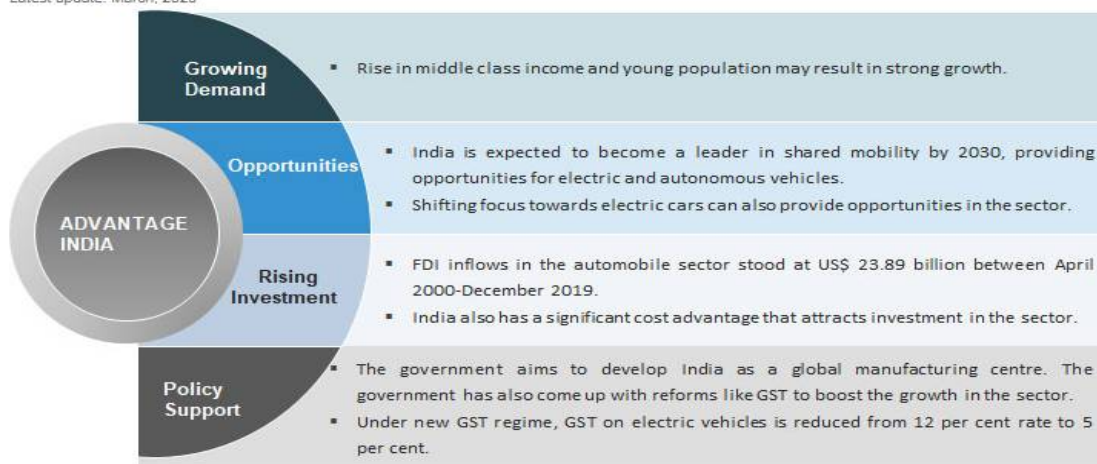 Growing
Demand
▪ Rise in middle class income and young population may result in strong growth.
ADVANTAGE
INDIA
Opportunities
▪ India is expected to become a leader in shared mobility by 2030, providing
opportunities for electric and autonomous vehicles.
▪ Shifting focus towards electric cars can also provide opportunities in the sector.
Rising
Investment
▪ FDI inflows in the automobile sector stood at US$ 23.89 billion between April
2000-December 2019.
▪ India also has a significant cost advantage that attracts investment in the sector.
Policy
Support
▪ The government aims to develop India as a global manufacturing centre. The
government has also come up with reforms like GST to boost the growth in the sector.
▪ Under new GST regime, GST on electric vehicles is reduced from 12 per cent rate to 5
per cent.